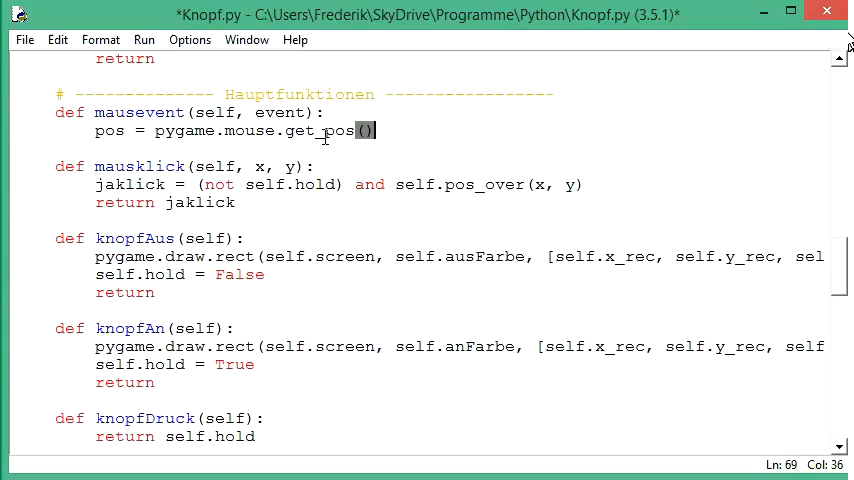 *Knopf.py - C:\Users\Frederik\SkyDrive\Programme\Python\Knopf.py (3.5.1)*
File Edit Format Run Options Window Help
return
# -------------- Hauptfunktionen -----------------
def mausevent(self, event):
pos = pygame.mouse.get_pos()
def mausklick(self, x, y):
jaklick = (not self.hold) and self.pos_over(x, y)
return jaklick
def knopfAus(self):
pygame.draw.rect(self.screen, self.ausFarbe, [self.x_rec, self.y_rec, sel
self.hold = False
return
def knopfAn(self):
pygame.draw.rect(self.screen, self.anFarbe, [self.x_rec, self.y_rec, self
self.hold = True
return
def knopfDruck(self):
return self.hold
Ln: 69 Col: 36